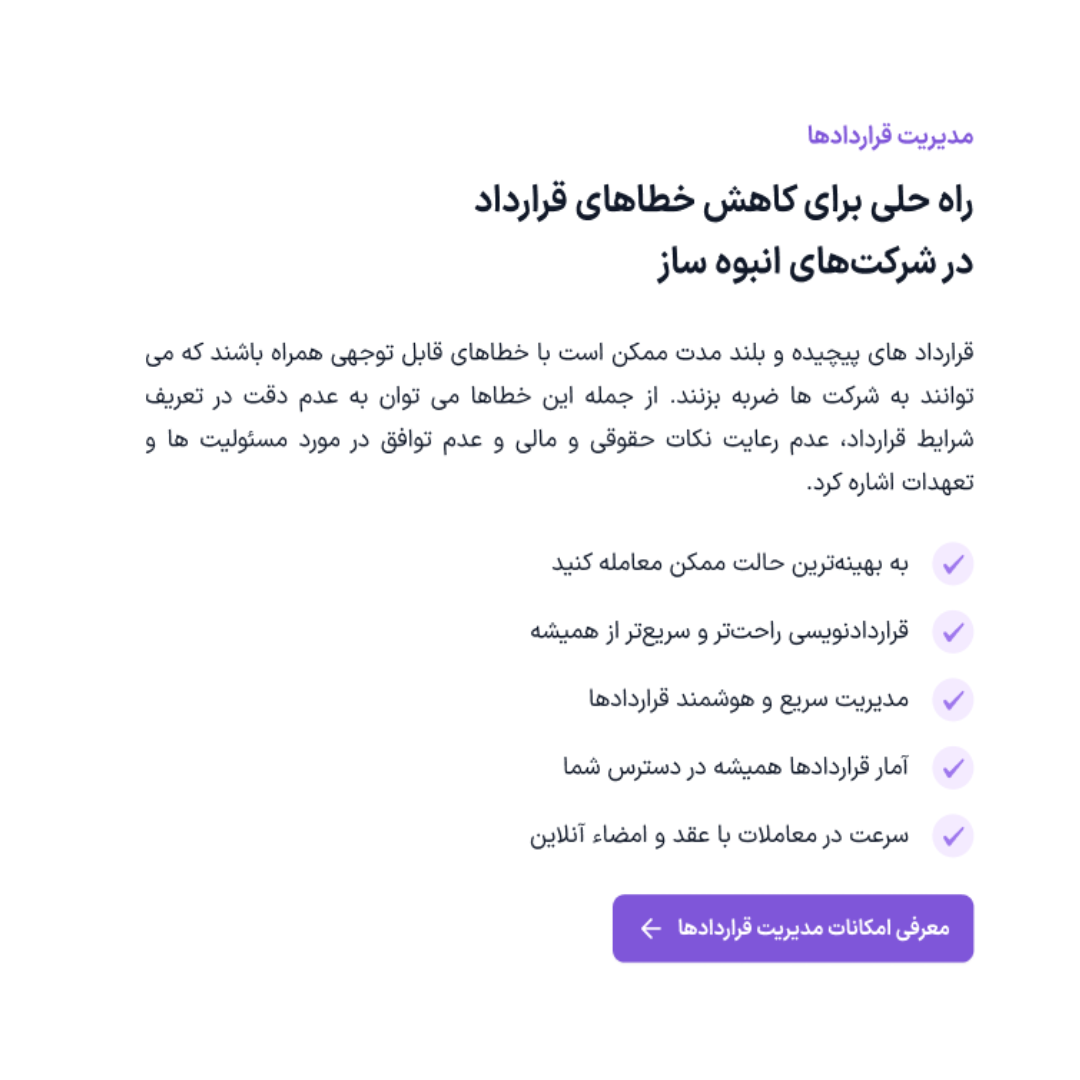 مدیریت قراردادها
راه حلی برای کاهش خطاهای قرارداد
در شرکت‌های انبوه ساز
قرارداد های پیچیده و بلند مدت ممکن است با خطاهای قابل توجهی همراه باشند که می
توانند به شرکت ها ضربه بزنند. از جمله این خطاها می توان به عدم دقت در تعریف
شرایط قرارداد، عدم رعایت نکات حقوقی و مالی و عدم توافق در مورد مسئولیت ها و
تعهدات اشاره کرد.
به بهینه‌ترین حالت ممکن معامله کنید
قراردادنویسی راحت‌تر و سریع‌تر از همیشه
مدیریت سریع و هوشمند قراردادها
آمار قراردادها همیشه در دسترس شما
سرعت در معاملات با عقد و امضاء آنلاین
معرفی امکانات مدیریت قراردادها